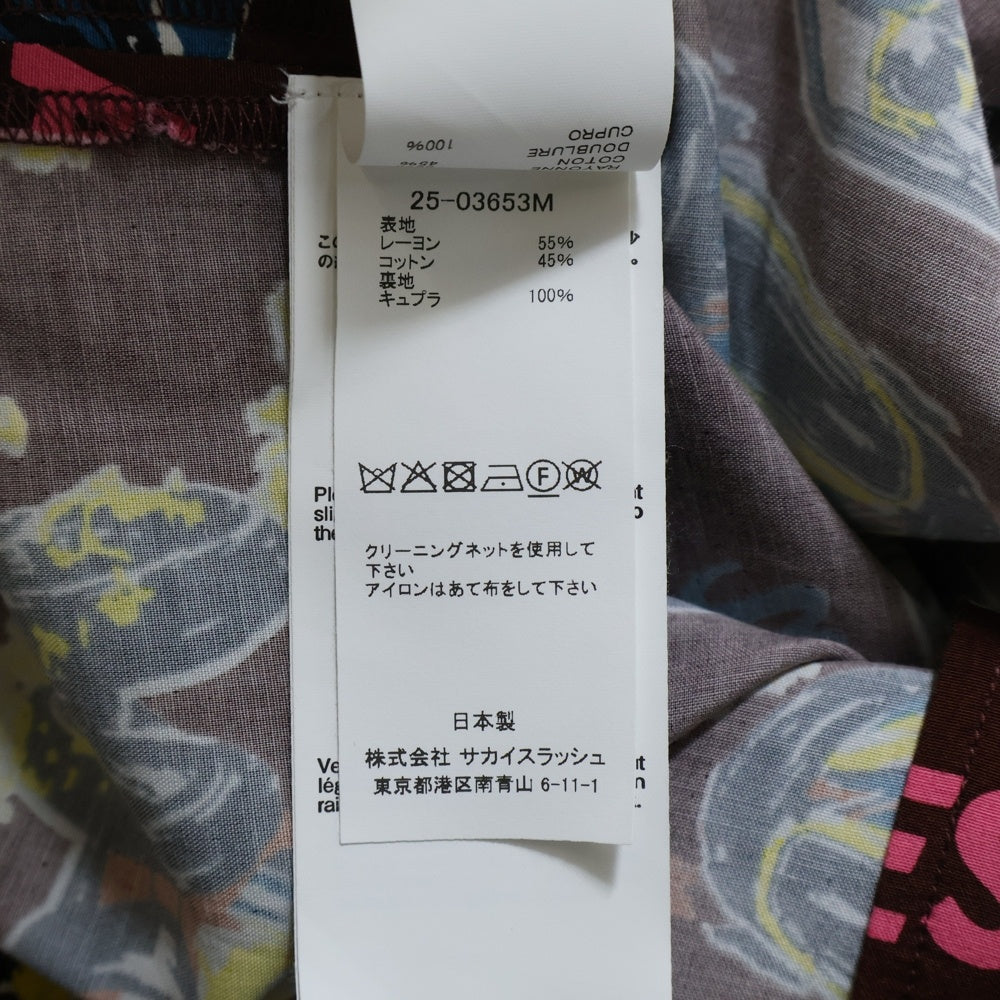 RAYONNE
COTON 45%
DOUBLURE
CUPRO 100%
25-03653M
表地
レーヨン 55%
コットン 45%
裏地
キュプラ 100%
クリーニングネットを使用して
下さい
アイロンはあて布をして下さい
日本製
株式会社 サカイスラッシュ
東京都港区南青山 6-11-1